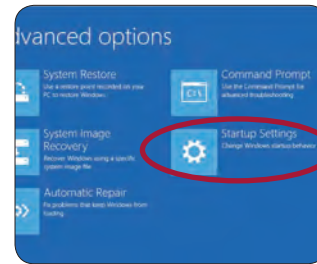 dvanced options
System Restore
Use a restore point recorded on your
PC to restore Windows.
Command Prompt
Use the Command Prompt for
advanced troubleshooting
C:\
System Image
Recovery
Recover Windows using a specific
system image file
Startup Settings
Change Windows startup behavior
Automatic Repair
Fix problems that keep Windows from
loading